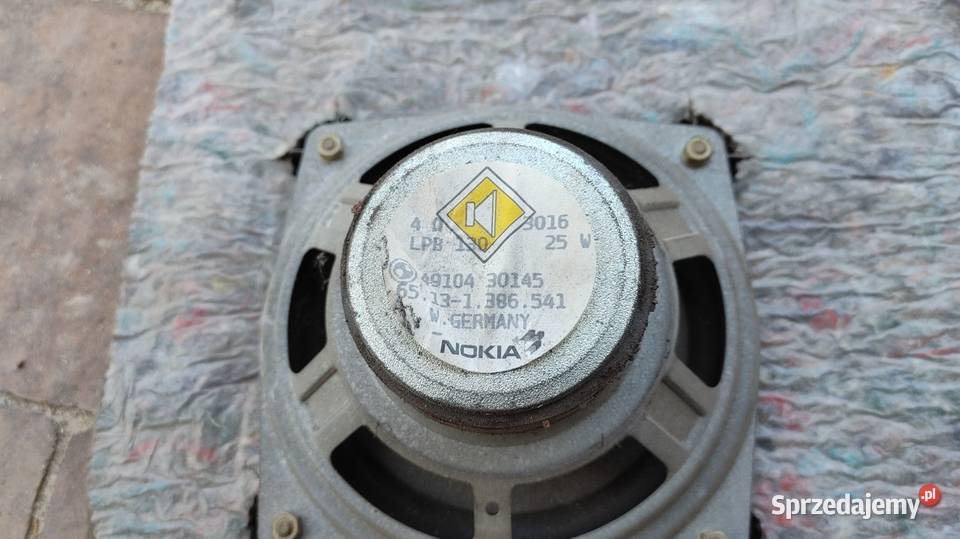 4 Ω 3016
LPB 130 25 W
49104 30145
65.13-1.386.541
W. GERMANY
NOKIA
Sprzedajemy.pl